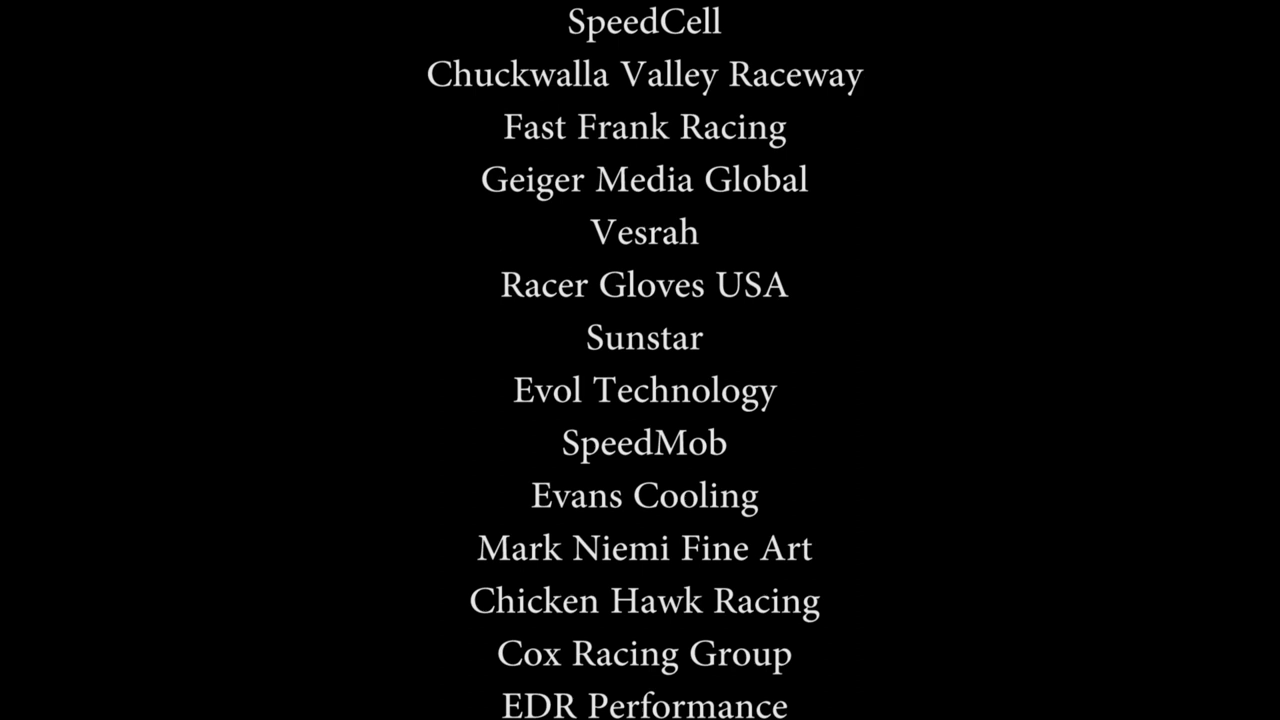 SpeedCell
Chuckwalla Valley Raceway
Fast Frank Racing
Geiger Media Global
Vesrah
Racer Gloves USA
Sunstar
Evol Technology
SpeedMob
Evans Cooling
Mark Niemi Fine Art
Chicken Hawk Racing
Cox Racing Group
EDR Performance